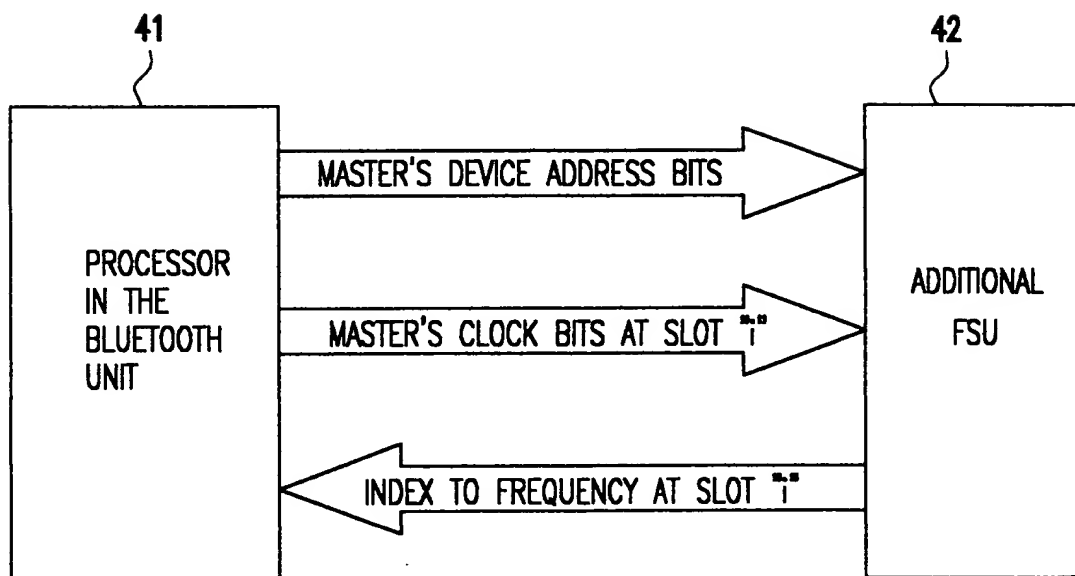 41
42
MASTER'S DEVICE ADDRESS BITS
PROCESSOR
IN THE
BLUETOOTH
UNIT
MASTER'S CLOCK BITS AT SLOT "i"
ADDITIONAL
FSU
INDEX TO FREQUENCY AT SLOT "i"